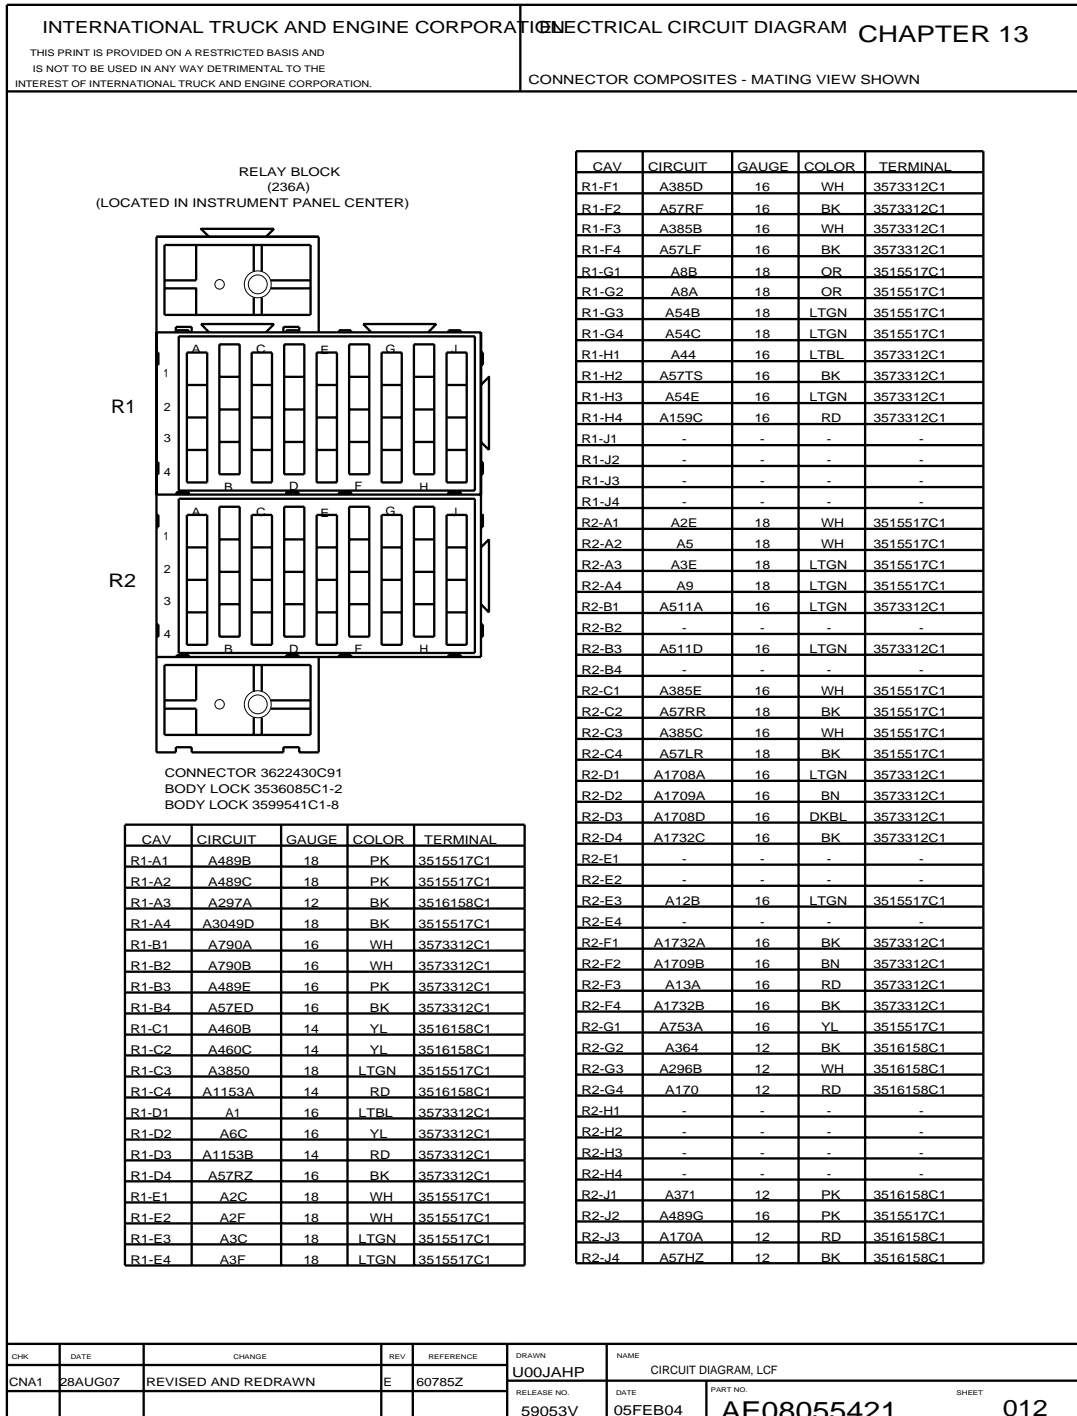 INTERNATIONAL TRUCK AND ENGINE CORPORATION
THIS PRINT IS PROVIDED ON A RESTRICTED BASIS AND
IS NOT TO BE USED IN ANY WAY DETRIMENTAL TO THE
INTEREST OF INTERNATIONAL TRUCK AND ENGINE CORPORATION.
ELECTRICAL CIRCUIT DIAGRAM CHAPTER 13
CONNECTOR COMPOSITES - MATING VIEW SHOWN
RELAY BLOCK
(236A)
(LOCATED IN INSTRUMENT PANEL CENTER)
R1
A C E G J
1
2
3
4
B D F H
R2
A C E G J
1
2
3
4
B D F H
CONNECTOR 3622430C91
BODY LOCK 3536085C1-2
BODY LOCK 3599541C1-8
CAV CIRCUIT GAUGE COLOR TERMINAL
R1-A1 A489B 18 PK 3515517C1
R1-A2 A489C 18 PK 3515517C1
R1-A3 A297A 12 BK 3516158C1
R1-A4 A3049D 18 BK 3515517C1
R1-B1 A790A 16 WH 3573312C1
R1-B2 A790B 16 WH 3573312C1
R1-B3 A489E 16 PK 3573312C1
R1-B4 A57ED 16 BK 3573312C1
R1-C1 A460B 14 YL 3516158C1
R1-C2 A460C 14 YL 3516158C1
R1-C3 A3850 18 LTGN 3515517C1
R1-C4 A1153A 14 RD 3516158C1
R1-D1 A1 16 LTBL 3573312C1
R1-D2 A6C 16 YL 3573312C1
R1-D3 A1153B 14 RD 3573312C1
R1-D4 A57RZ 16 BK 3573312C1
R1-E1 A2C 18 WH 3515517C1
R1-E2 A2F 18 WH 3515517C1
R1-E3 A3C 18 LTGN 3515517C1
R1-E4 A3F 18 LTGN 3515517C1
CAV CIRCUIT GAUGE COLOR TERMINAL
R1-F1 A385D 16 WH 3573312C1
R1-F2 A57RF 16 BK 3573312C1
R1-F3 A385B 16 WH 3573312C1
R1-F4 A57LF 16 BK 3573312C1
R1-G1 A8B 18 OR 3515517C1
R1-G2 A8A 18 OR 3515517C1
R1-G3 A54B 18 LTGN 3515517C1
R1-G4 A54C 18 LTGN 3515517C1
R1-H1 A44 16 LTBL 3573312C1
R1-H2 A57TS 16 BK 3573312C1
R1-H3 A54E 16 LTGN 3573312C1
R1-H4 A159C 16 RD 3573312C1
R1-J1 - - - -
R1-J2 - - - -
R1-J3 - - - -
R1-J4 - - - -
R2-A1 A2E 18 WH 3515517C1
R2-A2 A5 18 WH 3515517C1
R2-A3 A3E 18 LTGN 3515517C1
R2-A4 A9 18 LTGN 3515517C1
R2-B1 A511A 16 LTGN 3573312C1
R2-B2 - - - -
R2-B3 A511D 16 LTGN 3573312C1
R2-B4 - - - -
R2-C1 A385E 16 WH 3515517C1
R2-C2 A57RR 18 BK 3515517C1
R2-C3 A385C 16 WH 3515517C1
R2-C4 A57LR 18 BK 3515517C1
R2-D1 A1708A 16 LTGN 3573312C1
R2-D2 A1709A 16 BN 3573312C1
R2-D3 A1708D 16 DKBL 3573312C1
R2-D4 A1732C 16 BK 3573312C1
R2-E1 - - - -
R2-E2 - - - -
R2-E3 A12B 16 LTGN 3515517C1
R2-E4 - - - -
R2-F1 A1732A 16 BK 3573312C1
R2-F2 A1709B 16 BN 3573312C1
R2-F3 A13A 16 RD 3573312C1
R2-F4 A1732B 16 BK 3573312C1
R2-G1 A753A 16 YL 3515517C1
R2-G2 A364 12 BK 3516158C1
R2-G3 A296B 12 WH 3516158C1
R2-G4 A170 12 RD 3516158C1
R2-H1 - - - -
R2-H2 - - - -
R2-H3 - - - -
R2-H4 - - - -
R2-J1 A371 12 PK 3516158C1
R2-J2 A489G 16 PK 3515517C1
R2-J3 A170A 12 RD 3516158C1
R2-J4 A57HZ 12 BK 3516158C1
CHK DATE CHANGE REV REFERENCE
CNA1 28AUG07 REVISED AND REDRAWN E 60785Z
DRAWN
U00JAHP
NAME
CIRCUIT DIAGRAM, LCF
RELEASE NO.
59053V
DATE
05FEB04
PART NO.
AE08055421
SHEET
012